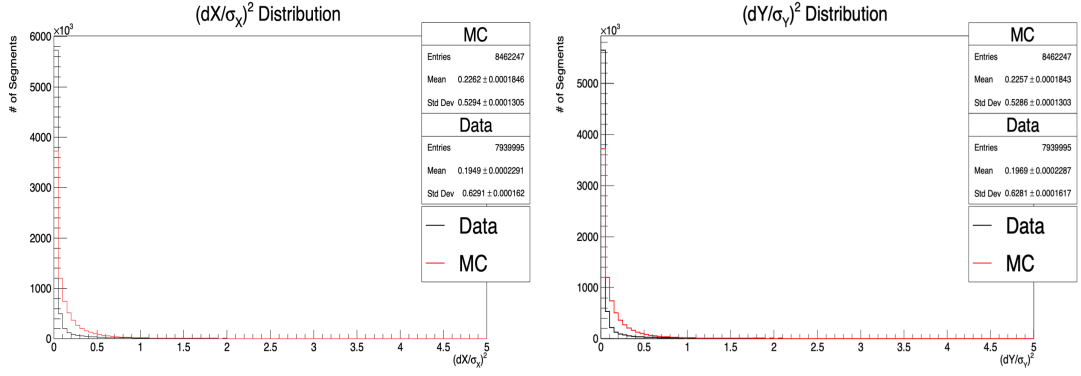 (dX/σX)² Distribution
×10³
# of Segments
6000
5000
4000
3000
2000
1000
0
0 0.5 1 1.5 2 2.5 3 3.5 4 4.5 5
(dX/σX)²
MC
Entries 8462247
Mean 0.2262 ± 0.0001846
Std Dev 0.5294 ± 0.0001305
Data
Entries 7939995
Mean 0.1949 ± 0.0002291
Std Dev 0.6291 ± 0.000162
Data
MC
(dY/σY)² Distribution
×10³
# of Segments
5000
4000
3000
2000
1000
0
0 0.5 1 1.5 2 2.5 3 3.5 4 4.5 5
(dY/σY)²
MC
Entries 8462247
Mean 0.2257 ± 0.0001843
Std Dev 0.5286 ± 0.0001303
Data
Entries 7939995
Mean 0.1969 ± 0.0002287
Std Dev 0.6281 ± 0.0001617
Data
MC